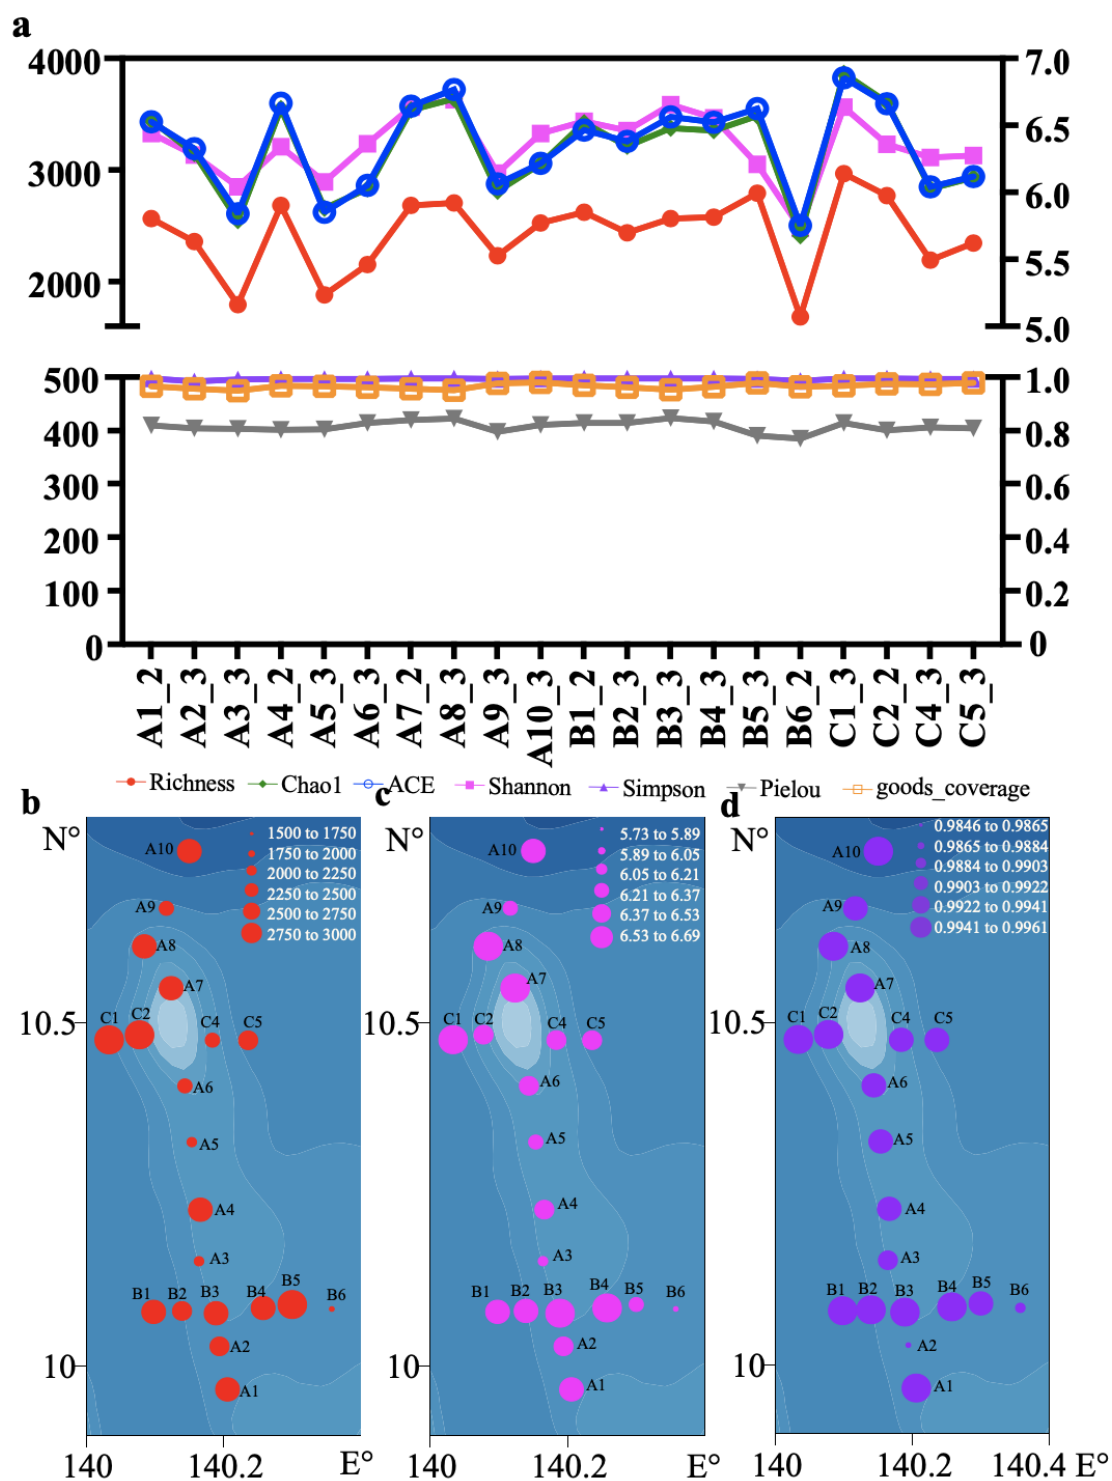 a
4000
3000
2000
7.0
6.5
6.0
5.5
5.0
500
400
300
200
100
0
1.0
0.8
0.6
0.4
0.2
0
A1_2
A2_3
A3_3
A4_2
A5_3
A6_3
A7_2
A8_3
A9_3
A10_3
B1_2
B2_3
B3_3
B4_3
B5_3
B6_2
C1_3
C2_2
C4_3
C5_3
Richness Chao1 ACE Shannon Simpson Pielou goods_coverage
b
N°
1500 to 1750
1750 to 2000
2000 to 2250
2250 to 2500
2500 to 2750
2750 to 3000
A10
A9
A8
A7
C1 C2 C4 C5
A6
A5
A4
A3
B1 B2 B3 B4 B5 B6
A2
A1
10.5
10
140 140.2 E°
c
N°
5.73 to 5.89
5.89 to 6.05
6.05 to 6.21
6.21 to 6.37
6.37 to 6.53
6.53 to 6.69
A10
A9
A8
A7
C1 C2 C4 C5
A6
A5
A4
A3
B1 B2 B3 B4 B5 B6
A2
A1
10.5
10
140 140.2 E°
d
N°
0.9846 to 0.9865
0.9865 to 0.9884
0.9884 to 0.9903
0.9903 to 0.9922
0.9922 to 0.9941
0.9941 to 0.9961
A10
A9
A8
A7
C1 C2 C4 C5
A6
A5
A4
A3
B1 B2 B3 B4 B5 B6
A2
A1
10.5
10
140 140.2 140.4
E°